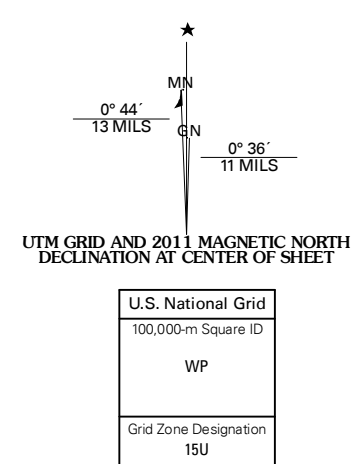 ★
MN
0° 44´
13 MILS
GN
0° 36´
11 MILS
UTM GRID AND 2011 MAGNETIC NORTH
DECLINATION AT CENTER OF SHEET
U.S. National Grid
100,000-m Square ID
WP
Grid Zone Designation
15U